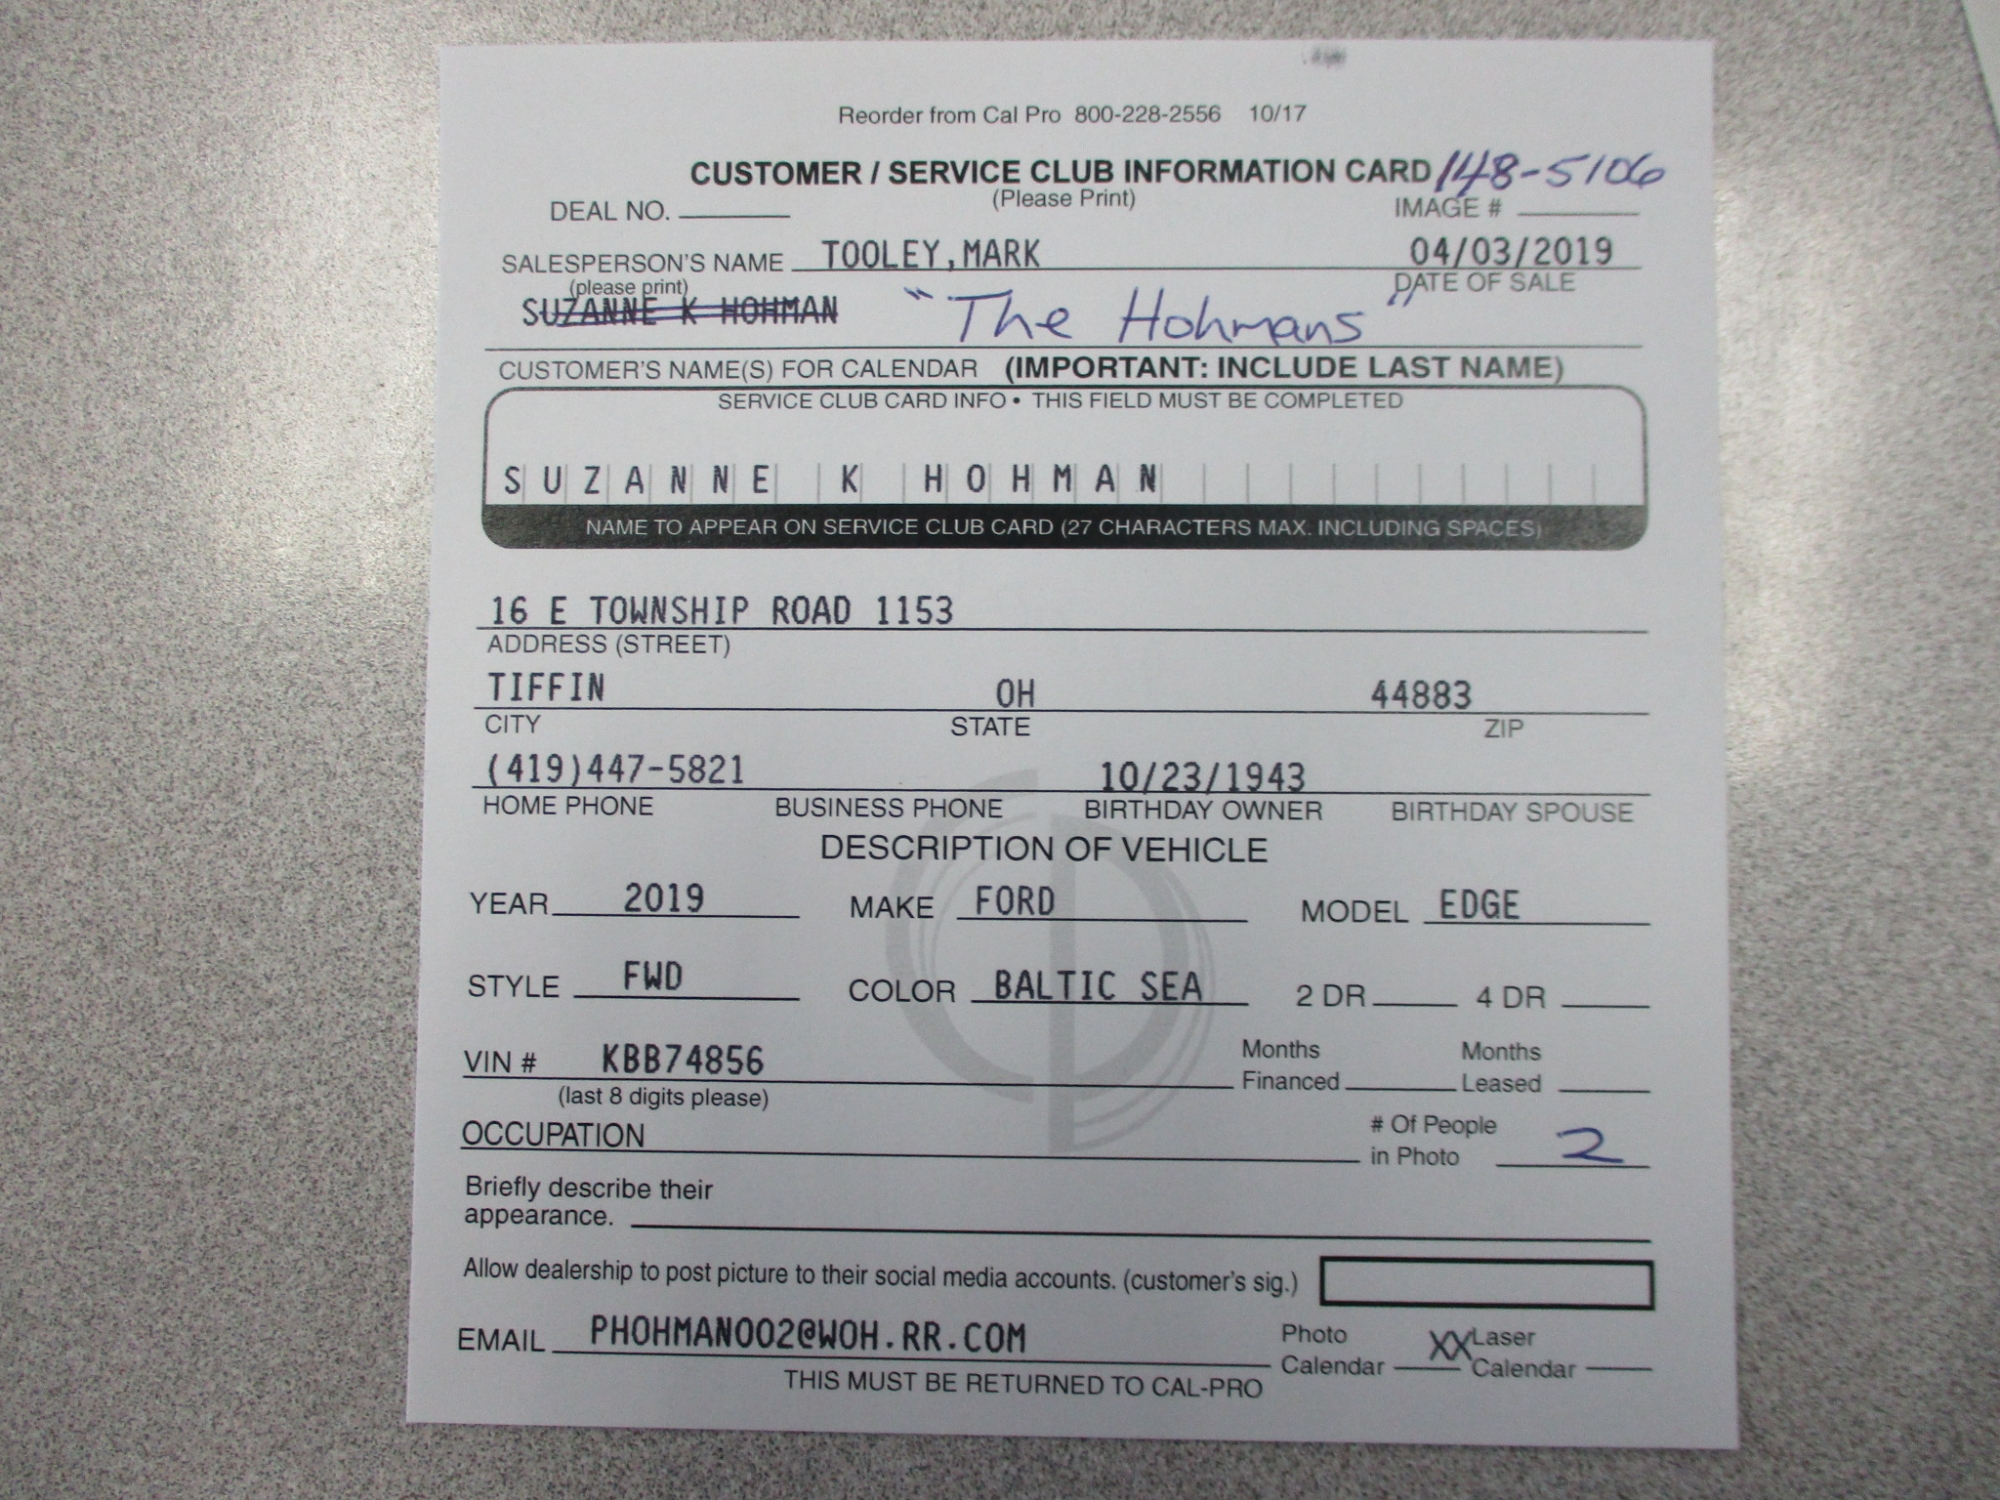 Reorder from Cal Pro 800-228-2556 10/17
CUSTOMER / SERVICE CLUB INFORMATION CARD 148-5106
(Please Print)
DEAL NO. IMAGE #
SALESPERSON'S NAME TOOLEY,MARK 04/03/2019
(please print) DATE OF SALE
SUZANNE K HOHMAN "The Hohmans"
CUSTOMER'S NAME(S) FOR CALENDAR (IMPORTANT: INCLUDE LAST NAME)
SERVICE CLUB CARD INFO • THIS FIELD MUST BE COMPLETED
SUZANNE K HOHMAN
NAME TO APPEAR ON SERVICE CLUB CARD (27 CHARACTERS MAX. INCLUDING SPACES)
16 E TOWNSHIP ROAD 1153
ADDRESS (STREET)
TIFFIN OH 44883
CITY STATE ZIP
(419)447-5821 10/23/1943
HOME PHONE BUSINESS PHONE BIRTHDAY OWNER BIRTHDAY SPOUSE
DESCRIPTION OF VEHICLE
YEAR 2019 MAKE FORD MODEL EDGE
STYLE FWD COLOR BALTIC SEA 2 DR 4 DR
VIN # KBB74856 Months Financed Months Leased
(last 8 digits please)
OCCUPATION # Of People in Photo 2
Briefly describe their
appearance.
Allow dealership to post picture to their social media accounts. (customer's sig.)
EMAIL PHOHMAN002@WOH.RR.COM Photo Calendar XX Laser Calendar
THIS MUST BE RETURNED TO CAL-PRO